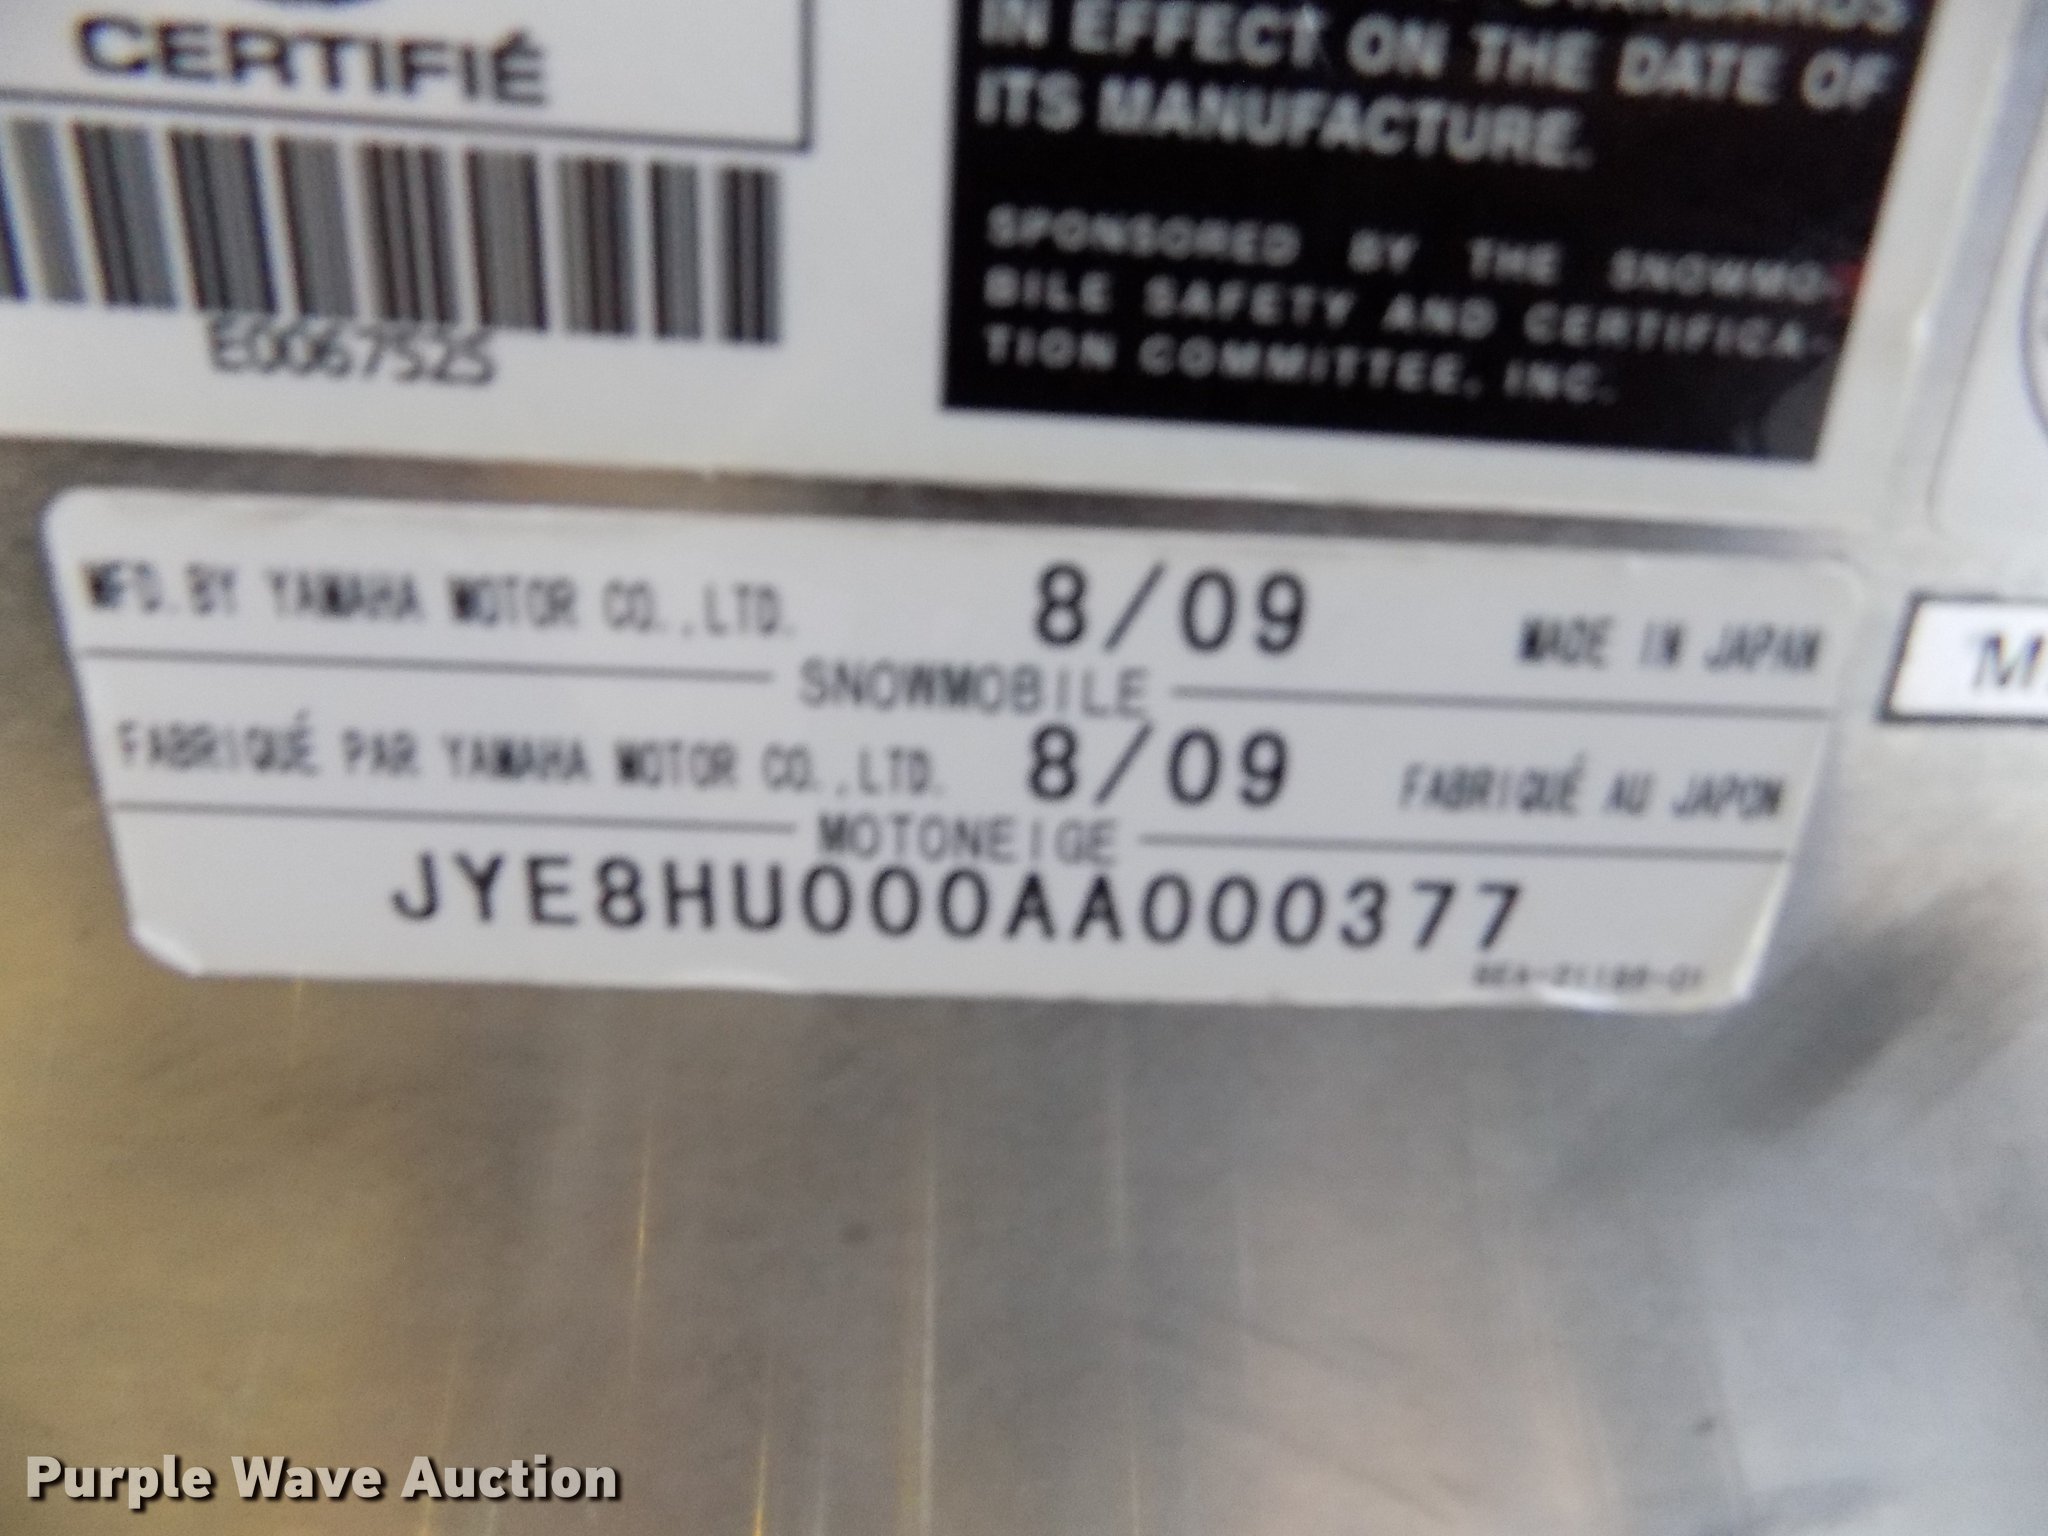 CERTIFIÉ
E0067525
IN EFFECT ON THE DATE OF
ITS MANUFACTURE.
SPONSORED BY THE SNOWMO-
BILE SAFETY AND CERTIFICA-
TION COMMITTEE, INC.
MFD. BY YAMAHA MOTOR CO.,LTD. 8/09 MADE IN JAPAN
SNOWMOBILE
FABRIQUÉ PAR YAMAHA MOTOR CO.,LTD. 8/09 FABRIQUÉ AU JAPON
MOTONEIGE
JYE8HU000AA000377
Purple Wave Auction